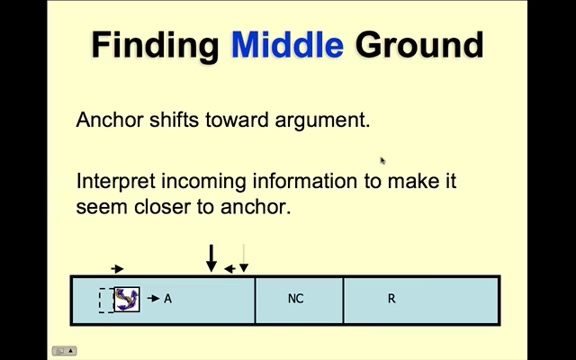 Finding Middle Ground
Anchor shifts toward argument.
Interpret incoming information to make it
seem closer to anchor.
A NC R